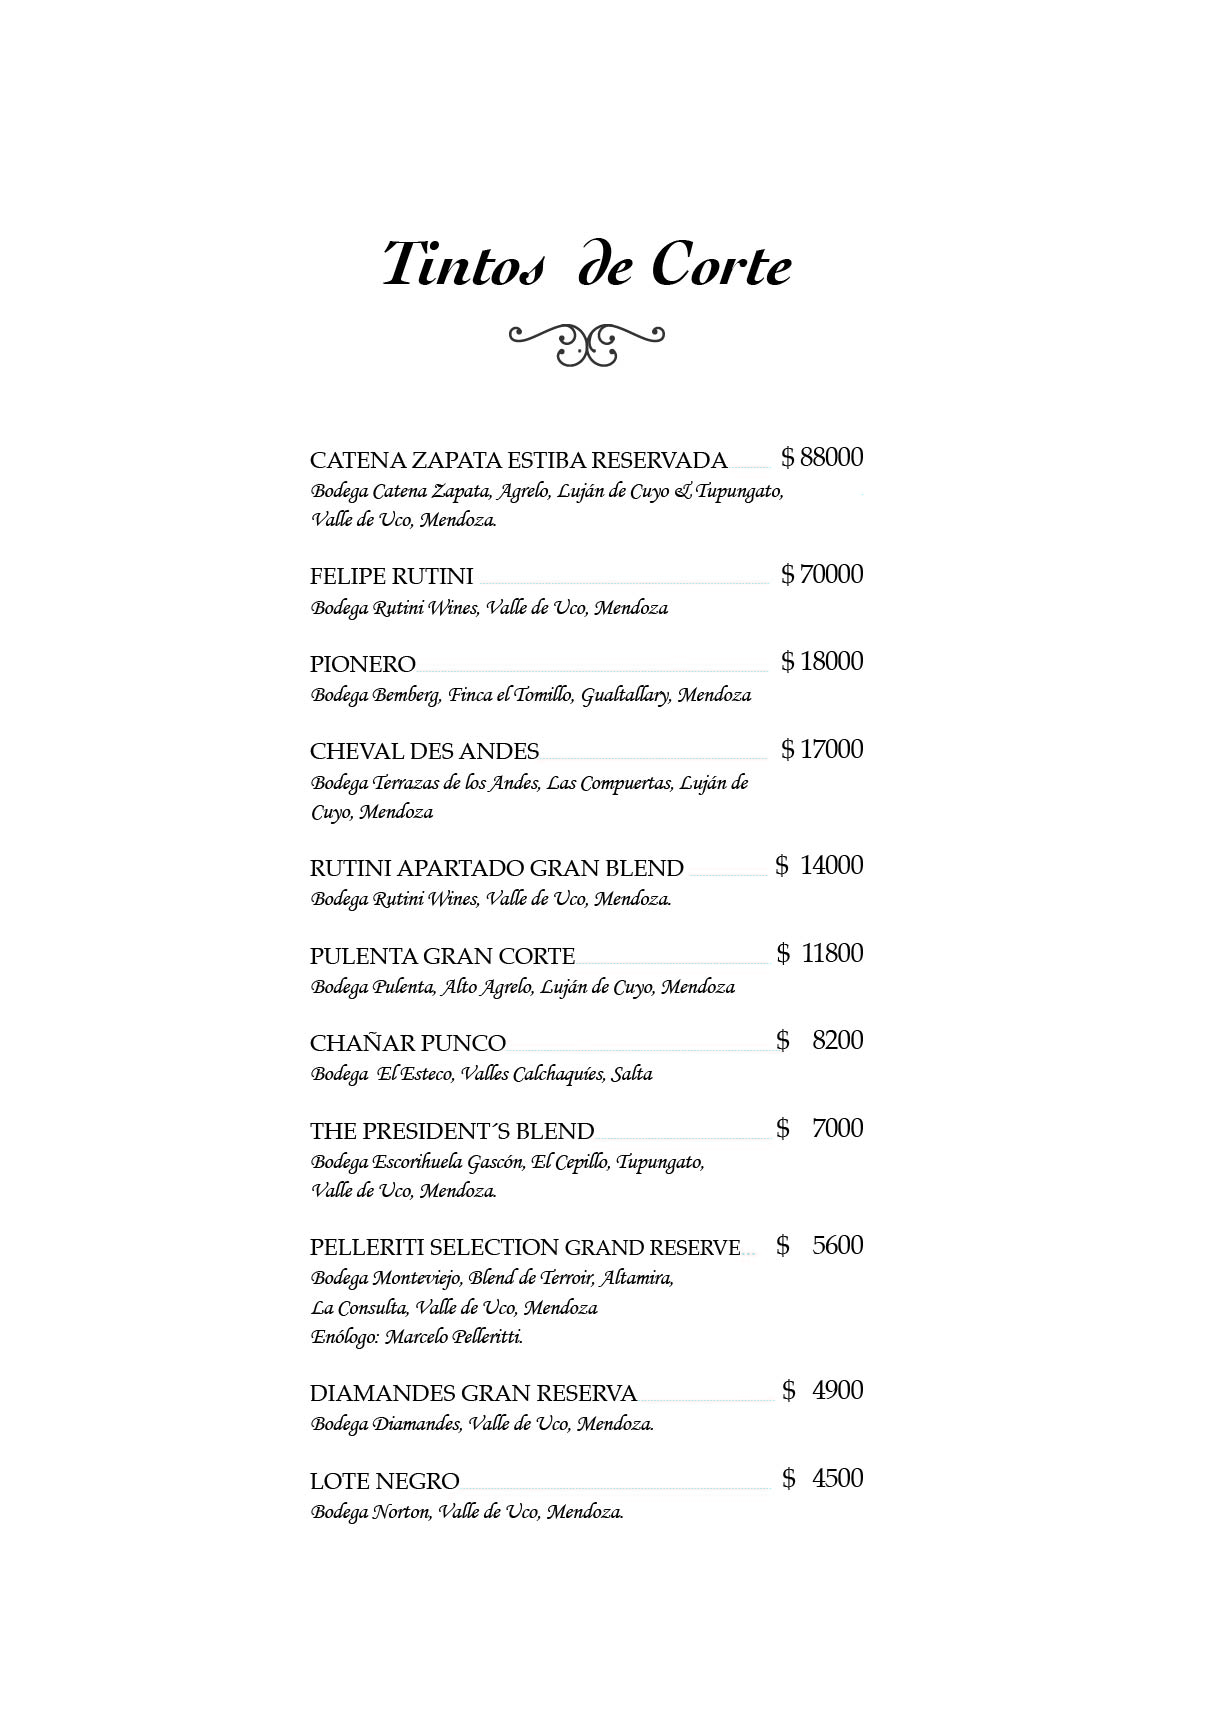 Tintos de Corte
CATENA ZAPATA ESTIBA RESERVADA $ 88000
Bodega Catena Zapata, Agrelo, Luján de Cuyo & Tupungato,
Valle de Uco, Mendoza.
FELIPE RUTINI $ 70000
Bodega Rutini Wines, Valle de Uco, Mendoza
PIONERO $ 18000
Bodega Bemberg, Finca el Tomillo, Gualtallary, Mendoza
CHEVAL DES ANDES $ 17000
Bodega Terrazas de los Andes, Las Compuertas, Luján de
Cuyo, Mendoza
RUTINI APARTADO GRAN BLEND $ 14000
Bodega Rutini Wines, Valle de Uco, Mendoza.
PULENTA GRAN CORTE $ 11800
Bodega Pulenta, Alto Agrelo, Luján de Cuyo, Mendoza
CHAÑAR PUNCO $ 8200
Bodega El Esteco, Valles Calchaquíes, Salta
THE PRESIDENT´S BLEND $ 7000
Bodega Escorihuela Gascón, El Cepillo, Tupungato,
Valle de Uco, Mendoza.
PELLERITI SELECTION GRAND RESERVE... $ 5600
Bodega Monteviejo, Blend de Terroir, Altamira,
La Consulta, Valle de Uco, Mendoza
Enólogo: Marcelo Pelleritti.
DIAMANDES GRAN RESERVA $ 4900
Bodega Diamandes, Valle de Uco, Mendoza.
LOTE NEGRO $ 4500
Bodega Norton, Valle de Uco, Mendoza.